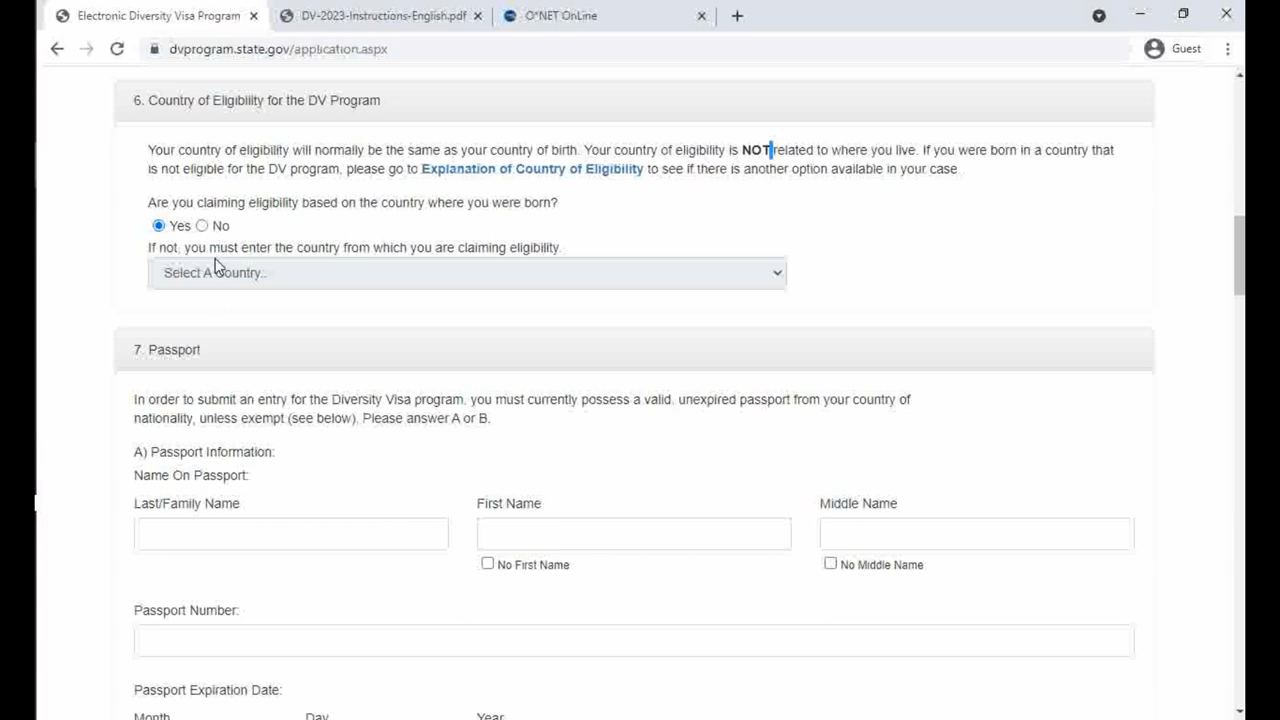 Electronic Diversity Visa Program
DV-2023-Instructions-English.pdf
O*NET OnLine
dvprogram.state.gov/application.aspx
Guest
6. Country of Eligibility for the DV Program
Your country of eligibility will normally be the same as your country of birth. Your country of eligibility is NOT related to where you live. If you were born in a country that
is not eligible for the DV program, please go to Explanation of Country of Eligibility to see if there is another option available in your case.
Are you claiming eligibility based on the country where you were born?
Yes No
If not, you must enter the country from which you are claiming eligibility.
Select A Country...
7. Passport
In order to submit an entry for the Diversity Visa program, you must currently possess a valid, unexpired passport from your country of
nationality, unless exempt (see below). Please answer A or B.
A) Passport Information:
Name On Passport:
Last/Family Name First Name Middle Name
No First Name No Middle Name
Passport Number:
Passport Expiration Date:
Month Day Year